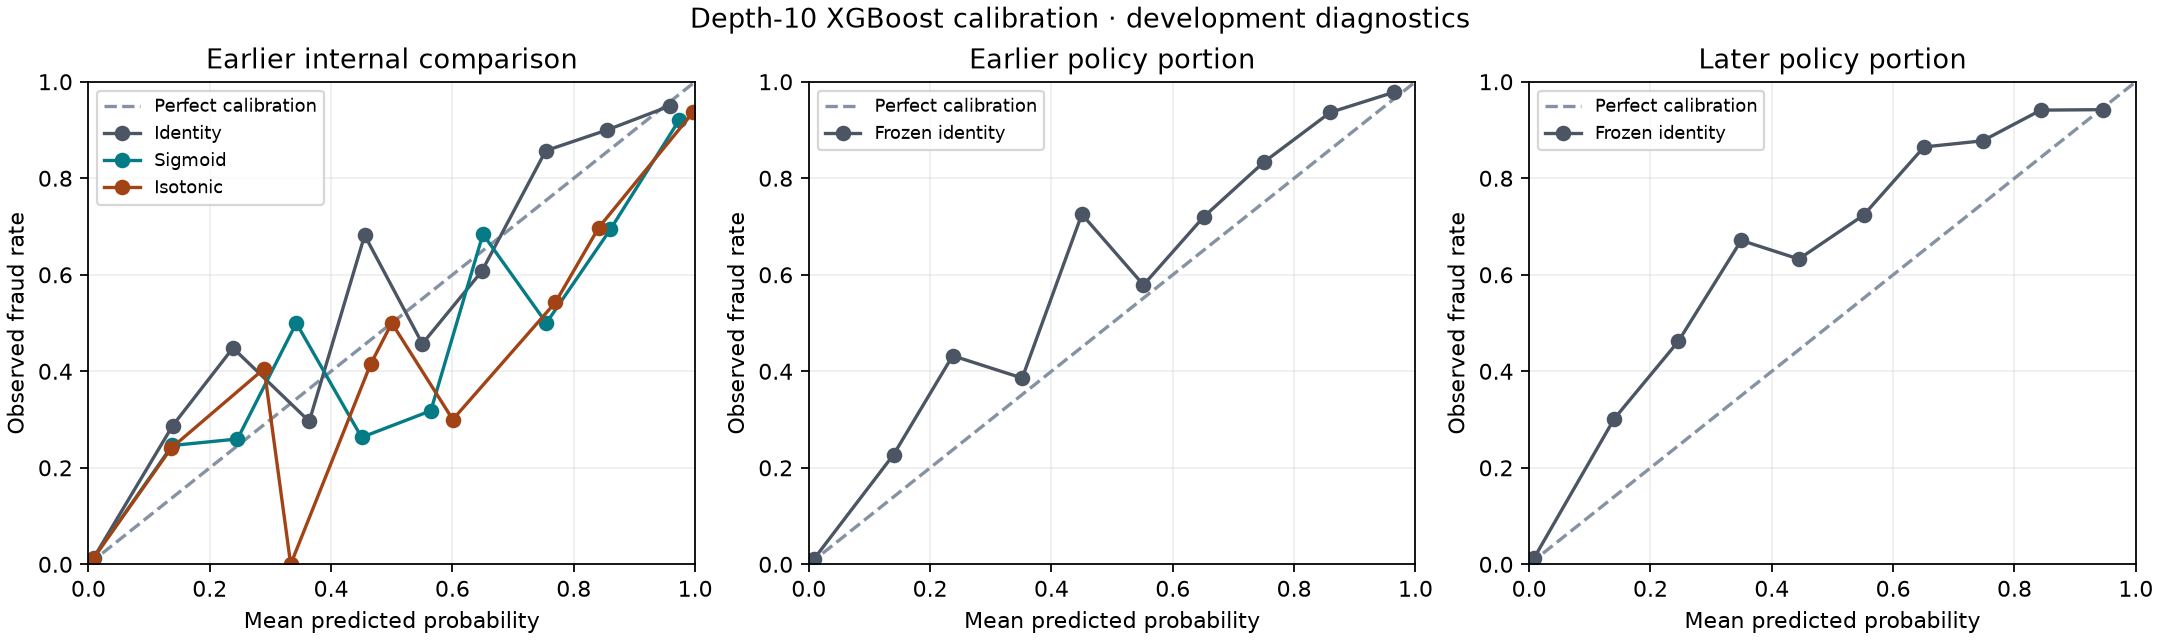 Depth-10 XGBoost calibration · development diagnostics
Earlier internal comparison
Perfect calibration
Identity
Sigmoid
Isotonic
1.0
0.8
0.6
0.4
0.2
0.0
Observed fraud rate
0.0 0.2 0.4 0.6 0.8 1.0
Mean predicted probability
Earlier policy portion
Perfect calibration
Frozen identity
1.0
0.8
0.6
0.4
0.2
0.0
Observed fraud rate
0.0 0.2 0.4 0.6 0.8 1.0
Mean predicted probability
Later policy portion
Perfect calibration
Frozen identity
1.0
0.8
0.6
0.4
0.2
0.0
Observed fraud rate
0.0 0.2 0.4 0.6 0.8 1.0
Mean predicted probability